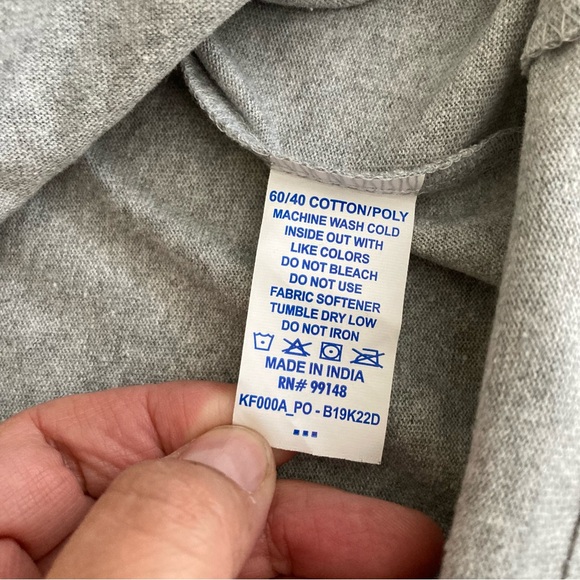 60/40 COTTON/POLY
MACHINE WASH COLD
INSIDE OUT WITH
LIKE COLORS
DO NOT BLEACH
DO NOT USE
FABRIC SOFTENER
TUMBLE DRY LOW
DO NOT IRON
MADE IN INDIA
RN# 99148
KF000A_PO - B19K22D